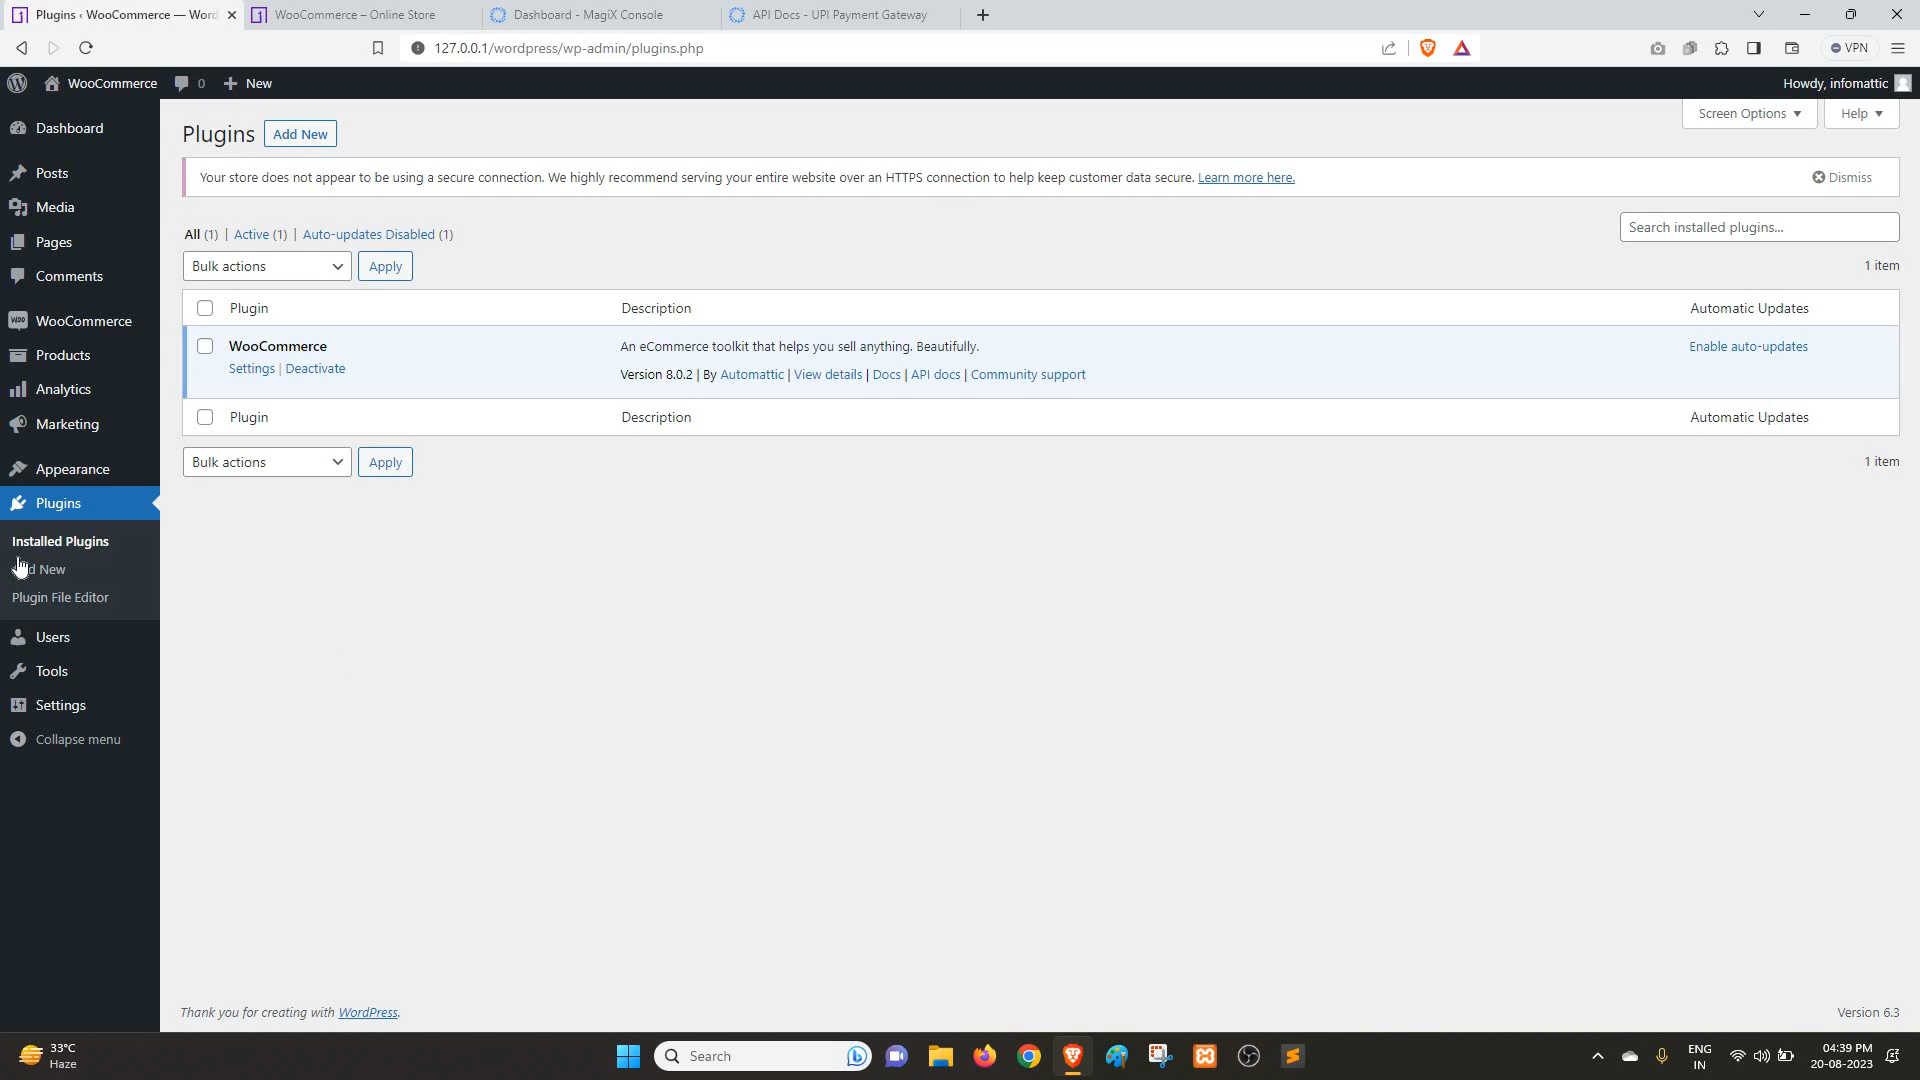 Plugins ‹ WooCommerce — Word
WooCommerce – Online Store
Dashboard - MagiX Console
API Docs - UPI Payment Gateway
127.0.0.1/wordpress/wp-admin/plugins.php
VPN
WooCommerce
0
New
Howdy, infomattic
Dashboard
Posts
Media
Pages
Comments
WooCommerce
Products
Analytics
Marketing
Appearance
Plugins
Installed Plugins
New
Plugin File Editor
Users
Tools
Settings
Collapse menu
Screen Options
Help
Plugins
Add New
Your store does not appear to be using a secure connection. We highly recommend serving your entire website over an HTTPS connection to help keep customer data secure. Learn more here.
Dismiss
All (1) | Active (1) | Auto-updates Disabled (1)
Search installed plugins...
Bulk actions
Apply
1 item
Plugin
Description
Automatic Updates
WooCommerce
An eCommerce toolkit that helps you sell anything. Beautifully.
Enable auto-updates
Settings | Deactivate
Version 8.0.2 | By Automattic | View details | Docs | API docs | Community support
Plugin
Description
Automatic Updates
Bulk actions
Apply
1 item
Thank you for creating with WordPress.
Version 6.3
33°C
Haze
Search
ENG
IN
04:39 PM
20-08-2023